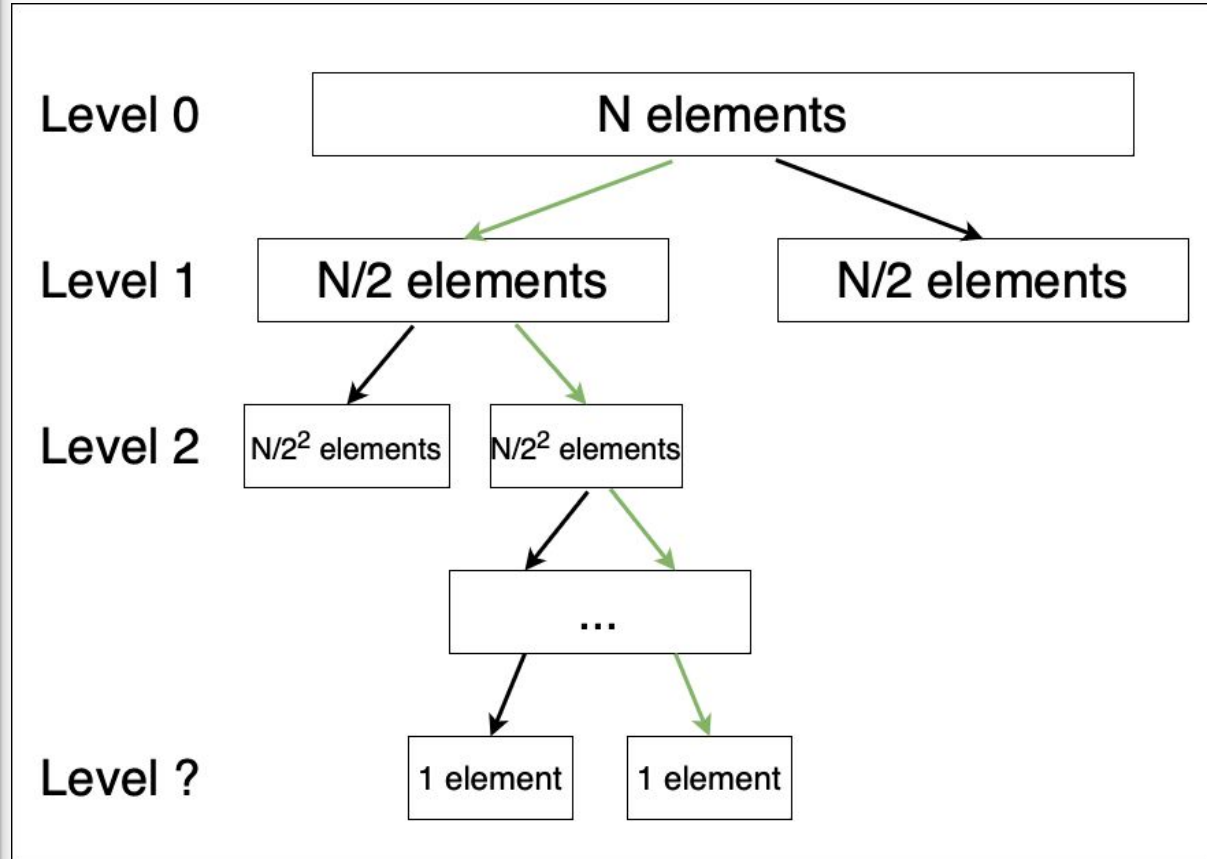 Level 0
N elements
Level 1
N/2 elements
N/2 elements
Level 2
N/2² elements
N/2² elements
...
1 element
1 element
Level ?